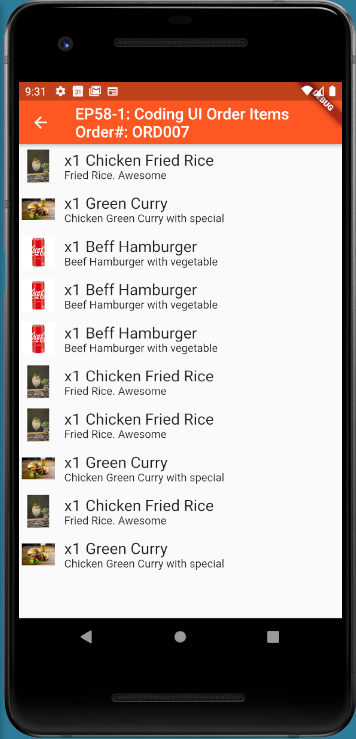 9:31
31
DEBUG
EP58-1: Coding UI Order Items
Order#: ORD007
x1 Chicken Fried Rice
Fried Rice. Awesome
x1 Green Curry
Chicken Green Curry with special
x1 Beff Hamburger
Beef Hamburger with vegetable
x1 Beff Hamburger
Beef Hamburger with vegetable
x1 Beff Hamburger
Beef Hamburger with vegetable
x1 Chicken Fried Rice
Fried Rice. Awesome
x1 Chicken Fried Rice
Fried Rice. Awesome
x1 Green Curry
Chicken Green Curry with special
x1 Chicken Fried Rice
Fried Rice. Awesome
x1 Green Curry
Chicken Green Curry with special